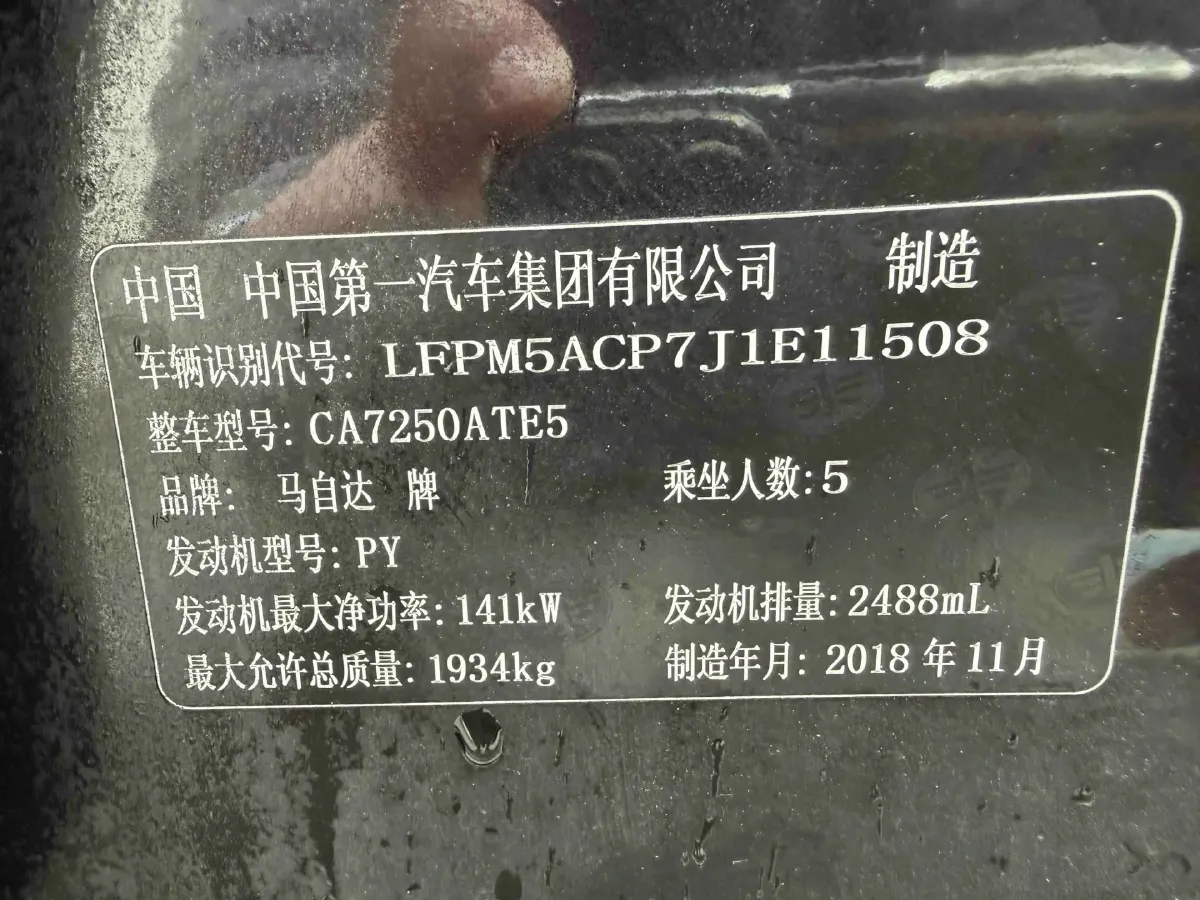 中国 中国第一汽车集团有限公司 制造
车辆识别代号: LFPM5ACP7J1E11508
整车型号: CA7250ATE5
品牌: 马自达 牌 乘坐人数:5
发动机型号: PY
发动机最大净功率: 141kW 发动机排量: 2488mL
最大允许总质量: 1934kg 制造年月: 2018 年 11 月